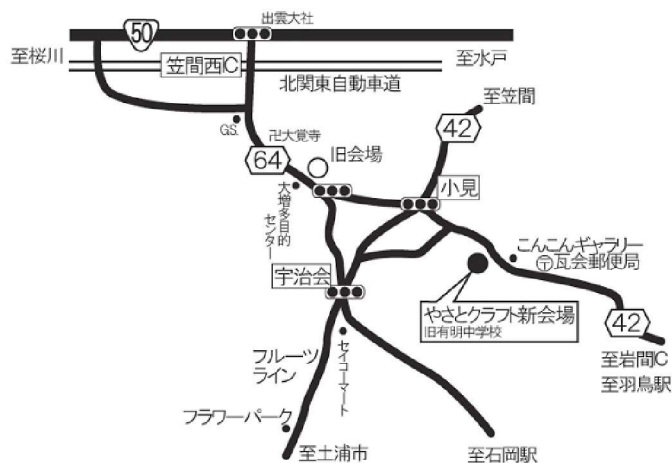 出雲大社
50
至桜川
笠間西IC
至水戸
北関東自動車道
至笠間
42
G.S.
卍大覚寺
旧会場
64
小見
大増多目的
センター
こんこんギャラリー
〒瓦会郵便局
宇治会
やさとクラフト新会場
旧有明中学校
42
セイコーマート
フルーツ
ライン
至岩間IC
至羽鳥駅
フラワーパーク
至土浦市
至石岡駅